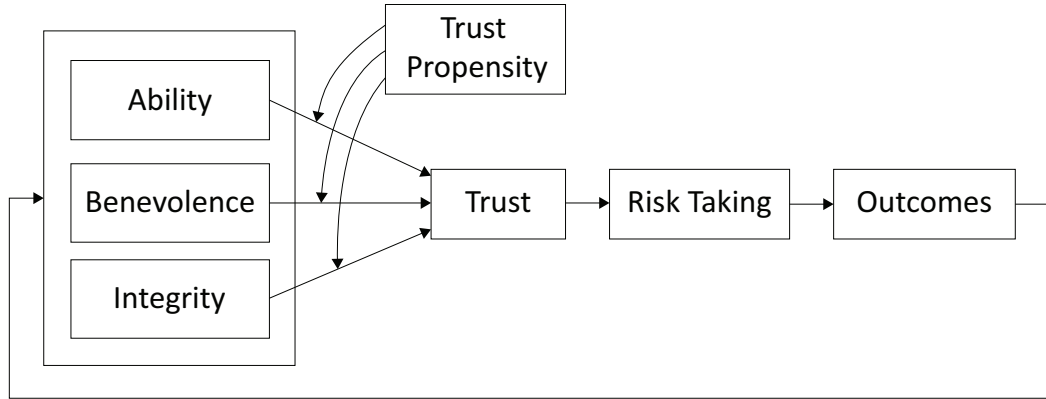 Trust
Propensity
Ability
Benevolence
Integrity
Trust
Risk Taking
Outcomes